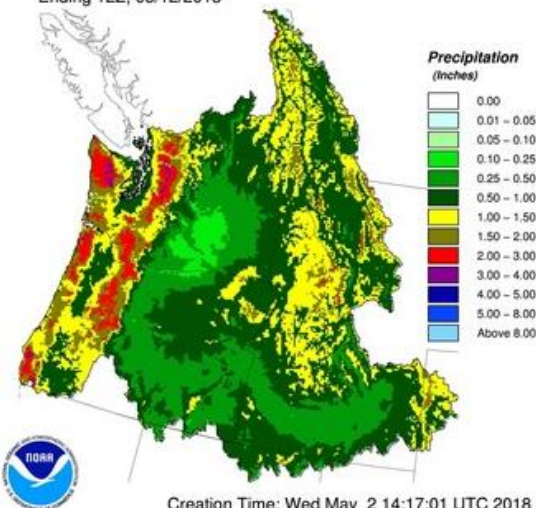 Precipitation
(Inches)
0.00
0.01 – 0.05
0.05 – 0.10
0.10 – 0.25
0.25 – 0.50
0.50 – 1.00
1.00 – 1.50
1.50 – 2.00
2.00 – 3.00
3.00 – 4.00
4.00 – 5.00
5.00 – 8.00
Above 8.00
NOAA
Creation Time: Wed May 2 14:17:01 UTC 2018